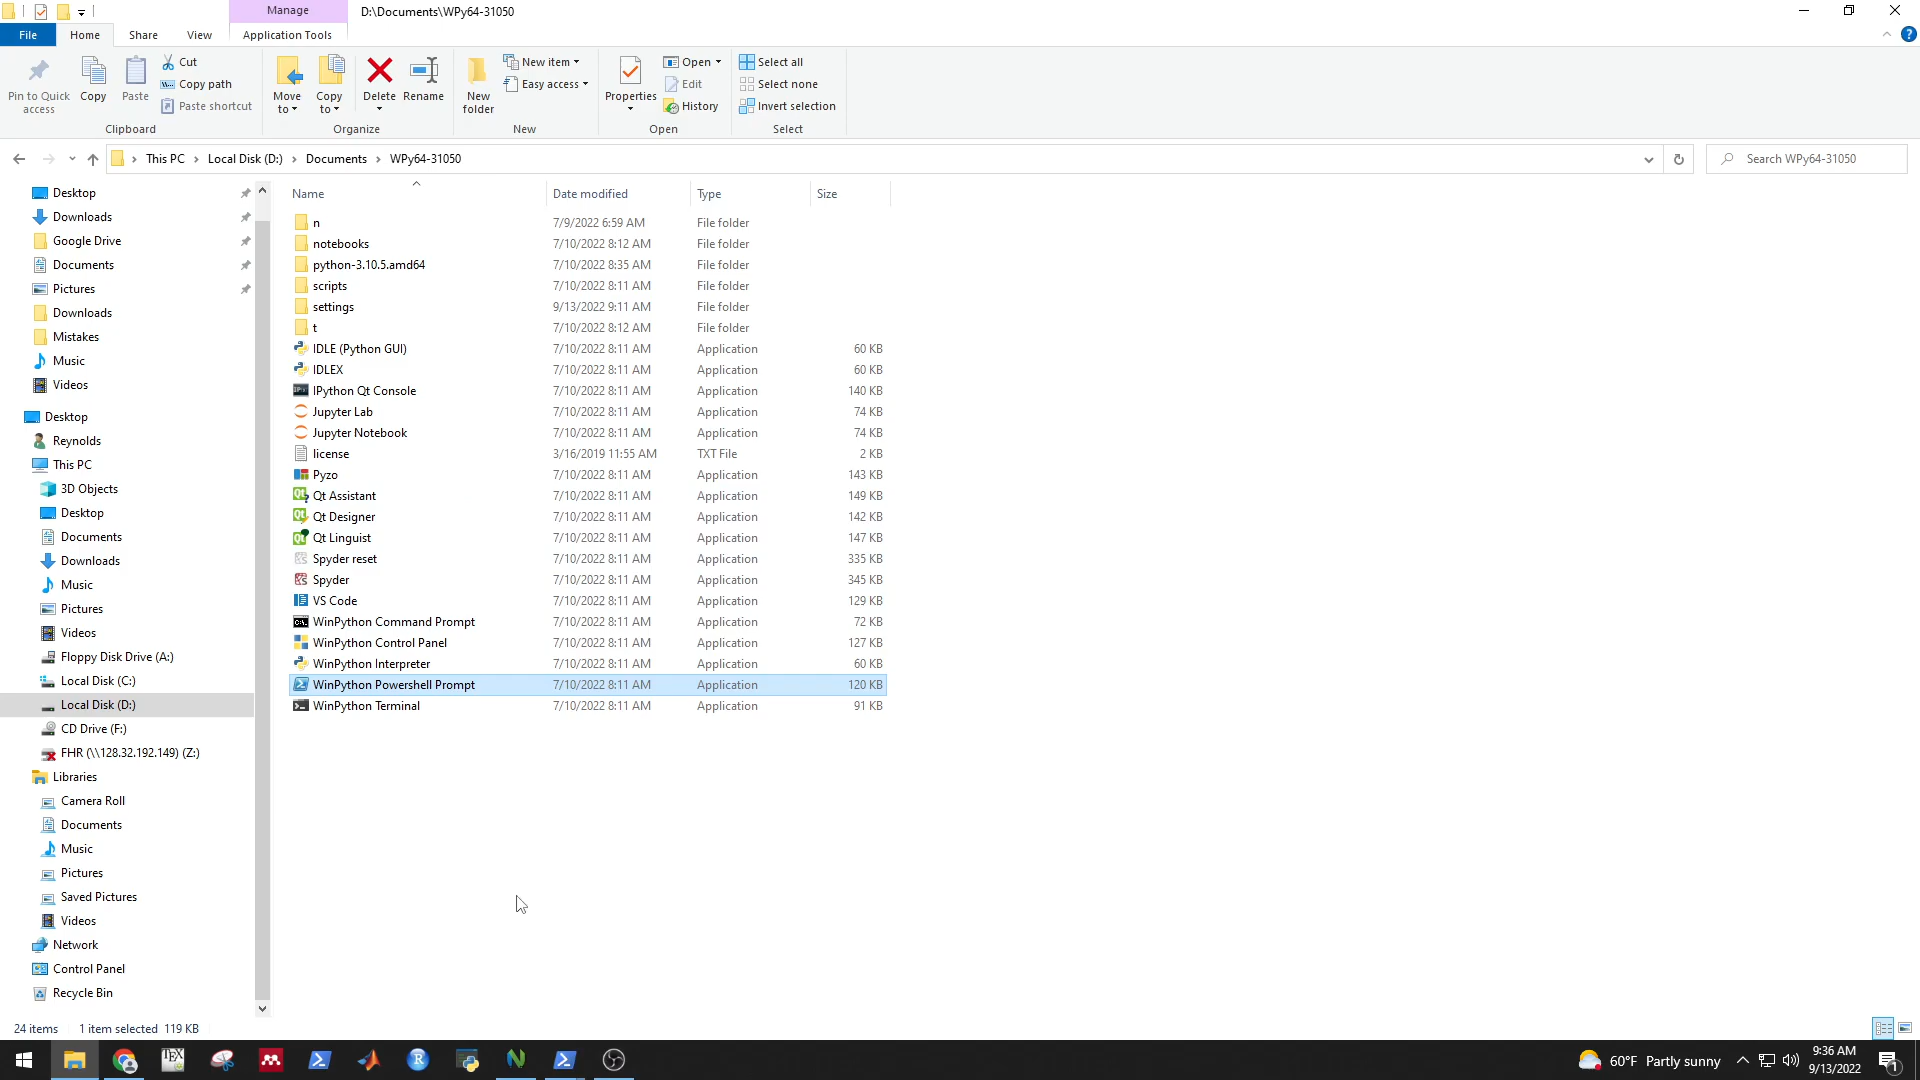 Manage
D:\Documents\WPy64-31050
File
Home
Share
View
Application Tools
Pin to Quick access
Copy
Paste
Cut
Copy path
Paste shortcut
Clipboard
Move to
Copy to
Delete
Rename
Organize
New folder
New item
Easy access
New
Properties
Open
Edit
History
Open
Select all
Select none
Invert selection
Select
This PC
Local Disk (D:)
Documents
WPy64-31050
Search WPy64-31050
Desktop
Downloads
Google Drive
Documents
Pictures
Downloads
Mistakes
Music
Videos
Desktop
Reynolds
This PC
3D Objects
Desktop
Documents
Downloads
Music
Pictures
Videos
Floppy Disk Drive (A:)
Local Disk (C:)
Local Disk (D:)
CD Drive (F:)
FHR (\\128.32.192.149) (Z:)
Libraries
Camera Roll
Documents
Music
Pictures
Saved Pictures
Videos
Network
Control Panel
Recycle Bin
Name Date modified Type Size
n 7/9/2022 6:59 AM File folder
notebooks 7/10/2022 8:12 AM File folder
python-3.10.5.amd64 7/10/2022 8:35 AM File folder
scripts 7/10/2022 8:11 AM File folder
settings 9/13/2022 9:11 AM File folder
t 7/10/2022 8:12 AM File folder
IDLE (Python GUI) 7/10/2022 8:11 AM Application 60 KB
IDLEX 7/10/2022 8:11 AM Application 60 KB
IPython Qt Console 7/10/2022 8:11 AM Application 140 KB
Jupyter Lab 7/10/2022 8:11 AM Application 74 KB
Jupyter Notebook 7/10/2022 8:11 AM Application 74 KB
license 3/16/2019 11:55 AM TXT File 2 KB
Pyzo 7/10/2022 8:11 AM Application 143 KB
Qt Assistant 7/10/2022 8:11 AM Application 149 KB
Qt Designer 7/10/2022 8:11 AM Application 142 KB
Qt Linguist 7/10/2022 8:11 AM Application 147 KB
Spyder reset 7/10/2022 8:11 AM Application 335 KB
Spyder 7/10/2022 8:11 AM Application 345 KB
VS Code 7/10/2022 8:11 AM Application 129 KB
WinPython Command Prompt 7/10/2022 8:11 AM Application 72 KB
WinPython Control Panel 7/10/2022 8:11 AM Application 127 KB
WinPython Interpreter 7/10/2022 8:11 AM Application 60 KB
WinPython Powershell Prompt 7/10/2022 8:11 AM Application 120 KB
WinPython Terminal 7/10/2022 8:11 AM Application 91 KB
24 items 1 item selected 119 KB
60°F Partly sunny
9:36 AM
9/13/2022
1